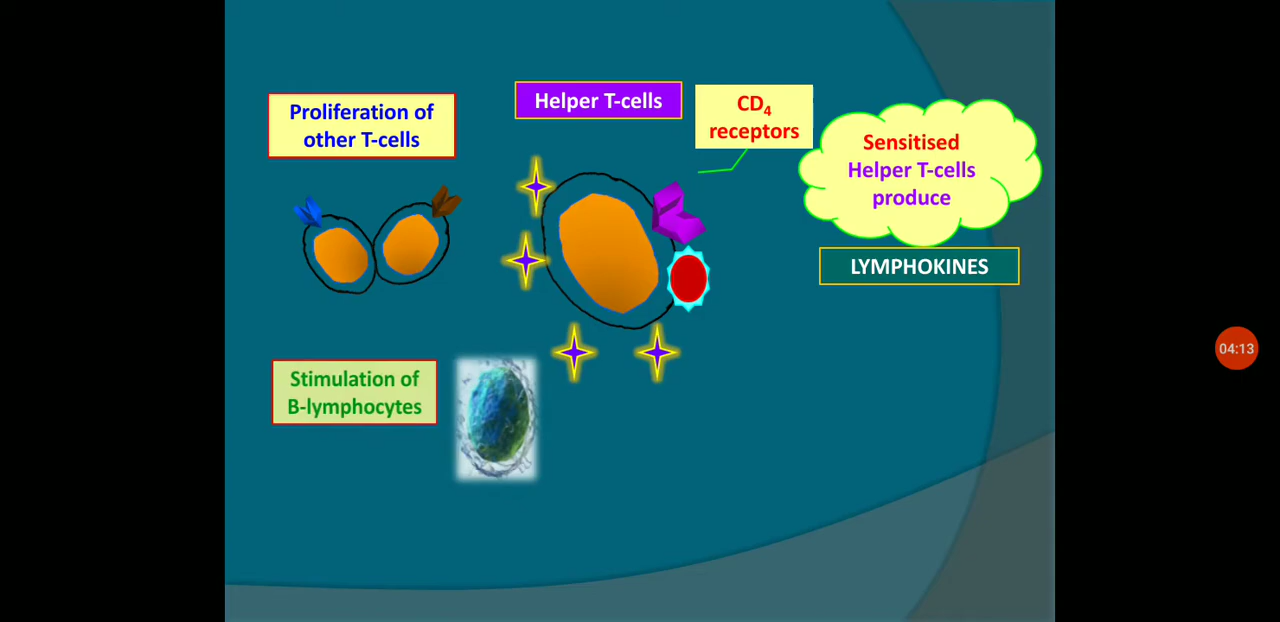 Proliferation of
other T-cells
Helper T-cells
CD₄
receptors
Sensitised
Helper T-cells
produce
LYMPHOKINES
Stimulation of
B-lymphocytes
04:13